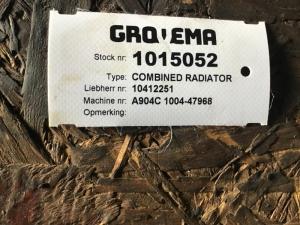 GROVEMA
Stock nr: 1015052
Type: COMBINED RADIATOR
Liebherr nr: 10412251
Machine nr: A904C 1004-47968
Opmerking: